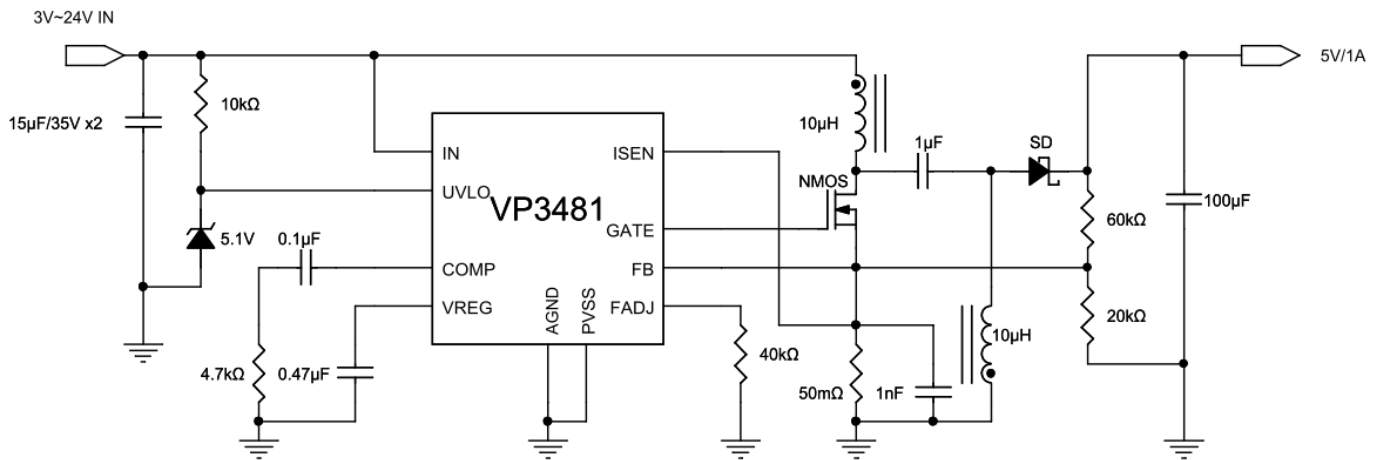 3V~24V IN
5V/1A
10kΩ
15µF/35V x2
10µH
1µF
SD
IN
ISEN
NMOS
UVLO
VP3481
100µF
60kΩ
5.1V
GATE
0.1µF
COMP
FB
VREG
AGND
PVSS
FADJ
20kΩ
10µH
40kΩ
4.7kΩ
0.47µF
50mΩ
1nF